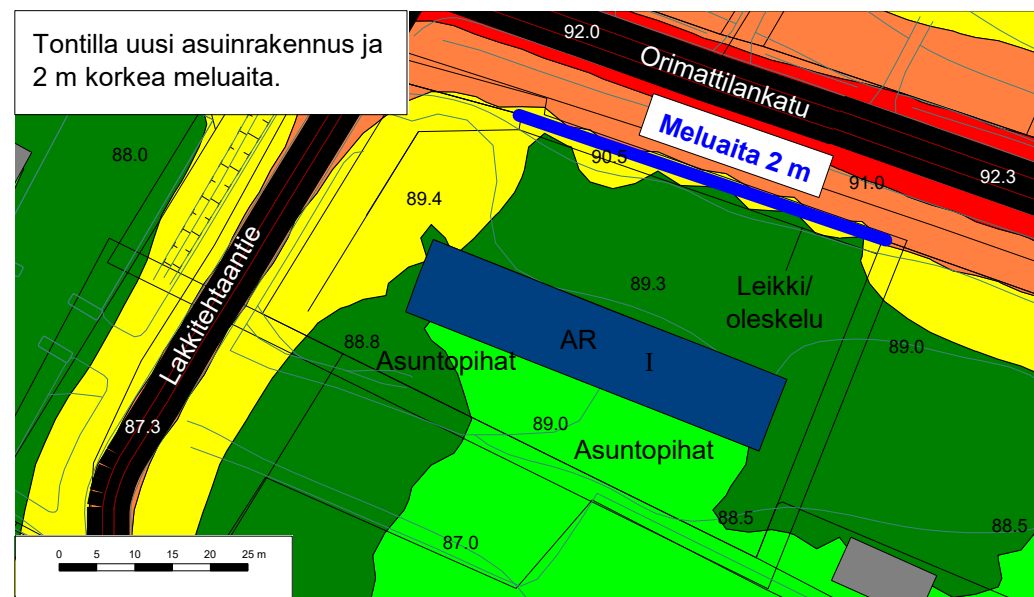 Tontilla uusi asuinrakennus ja
2 m korkea meluaita.
92.0
Orimattilankatu
92.3
Meluaita 2 m
90.5
91.0
88.0
89.4
Lakkitehtaantie
89.3
Leikki/
oleskelu
89.0
88.8
AR
I
Asuntopihat
87.3
89.0
Asuntopihat
88.5
88.5
87.0
0 5 10 15 20 25 m